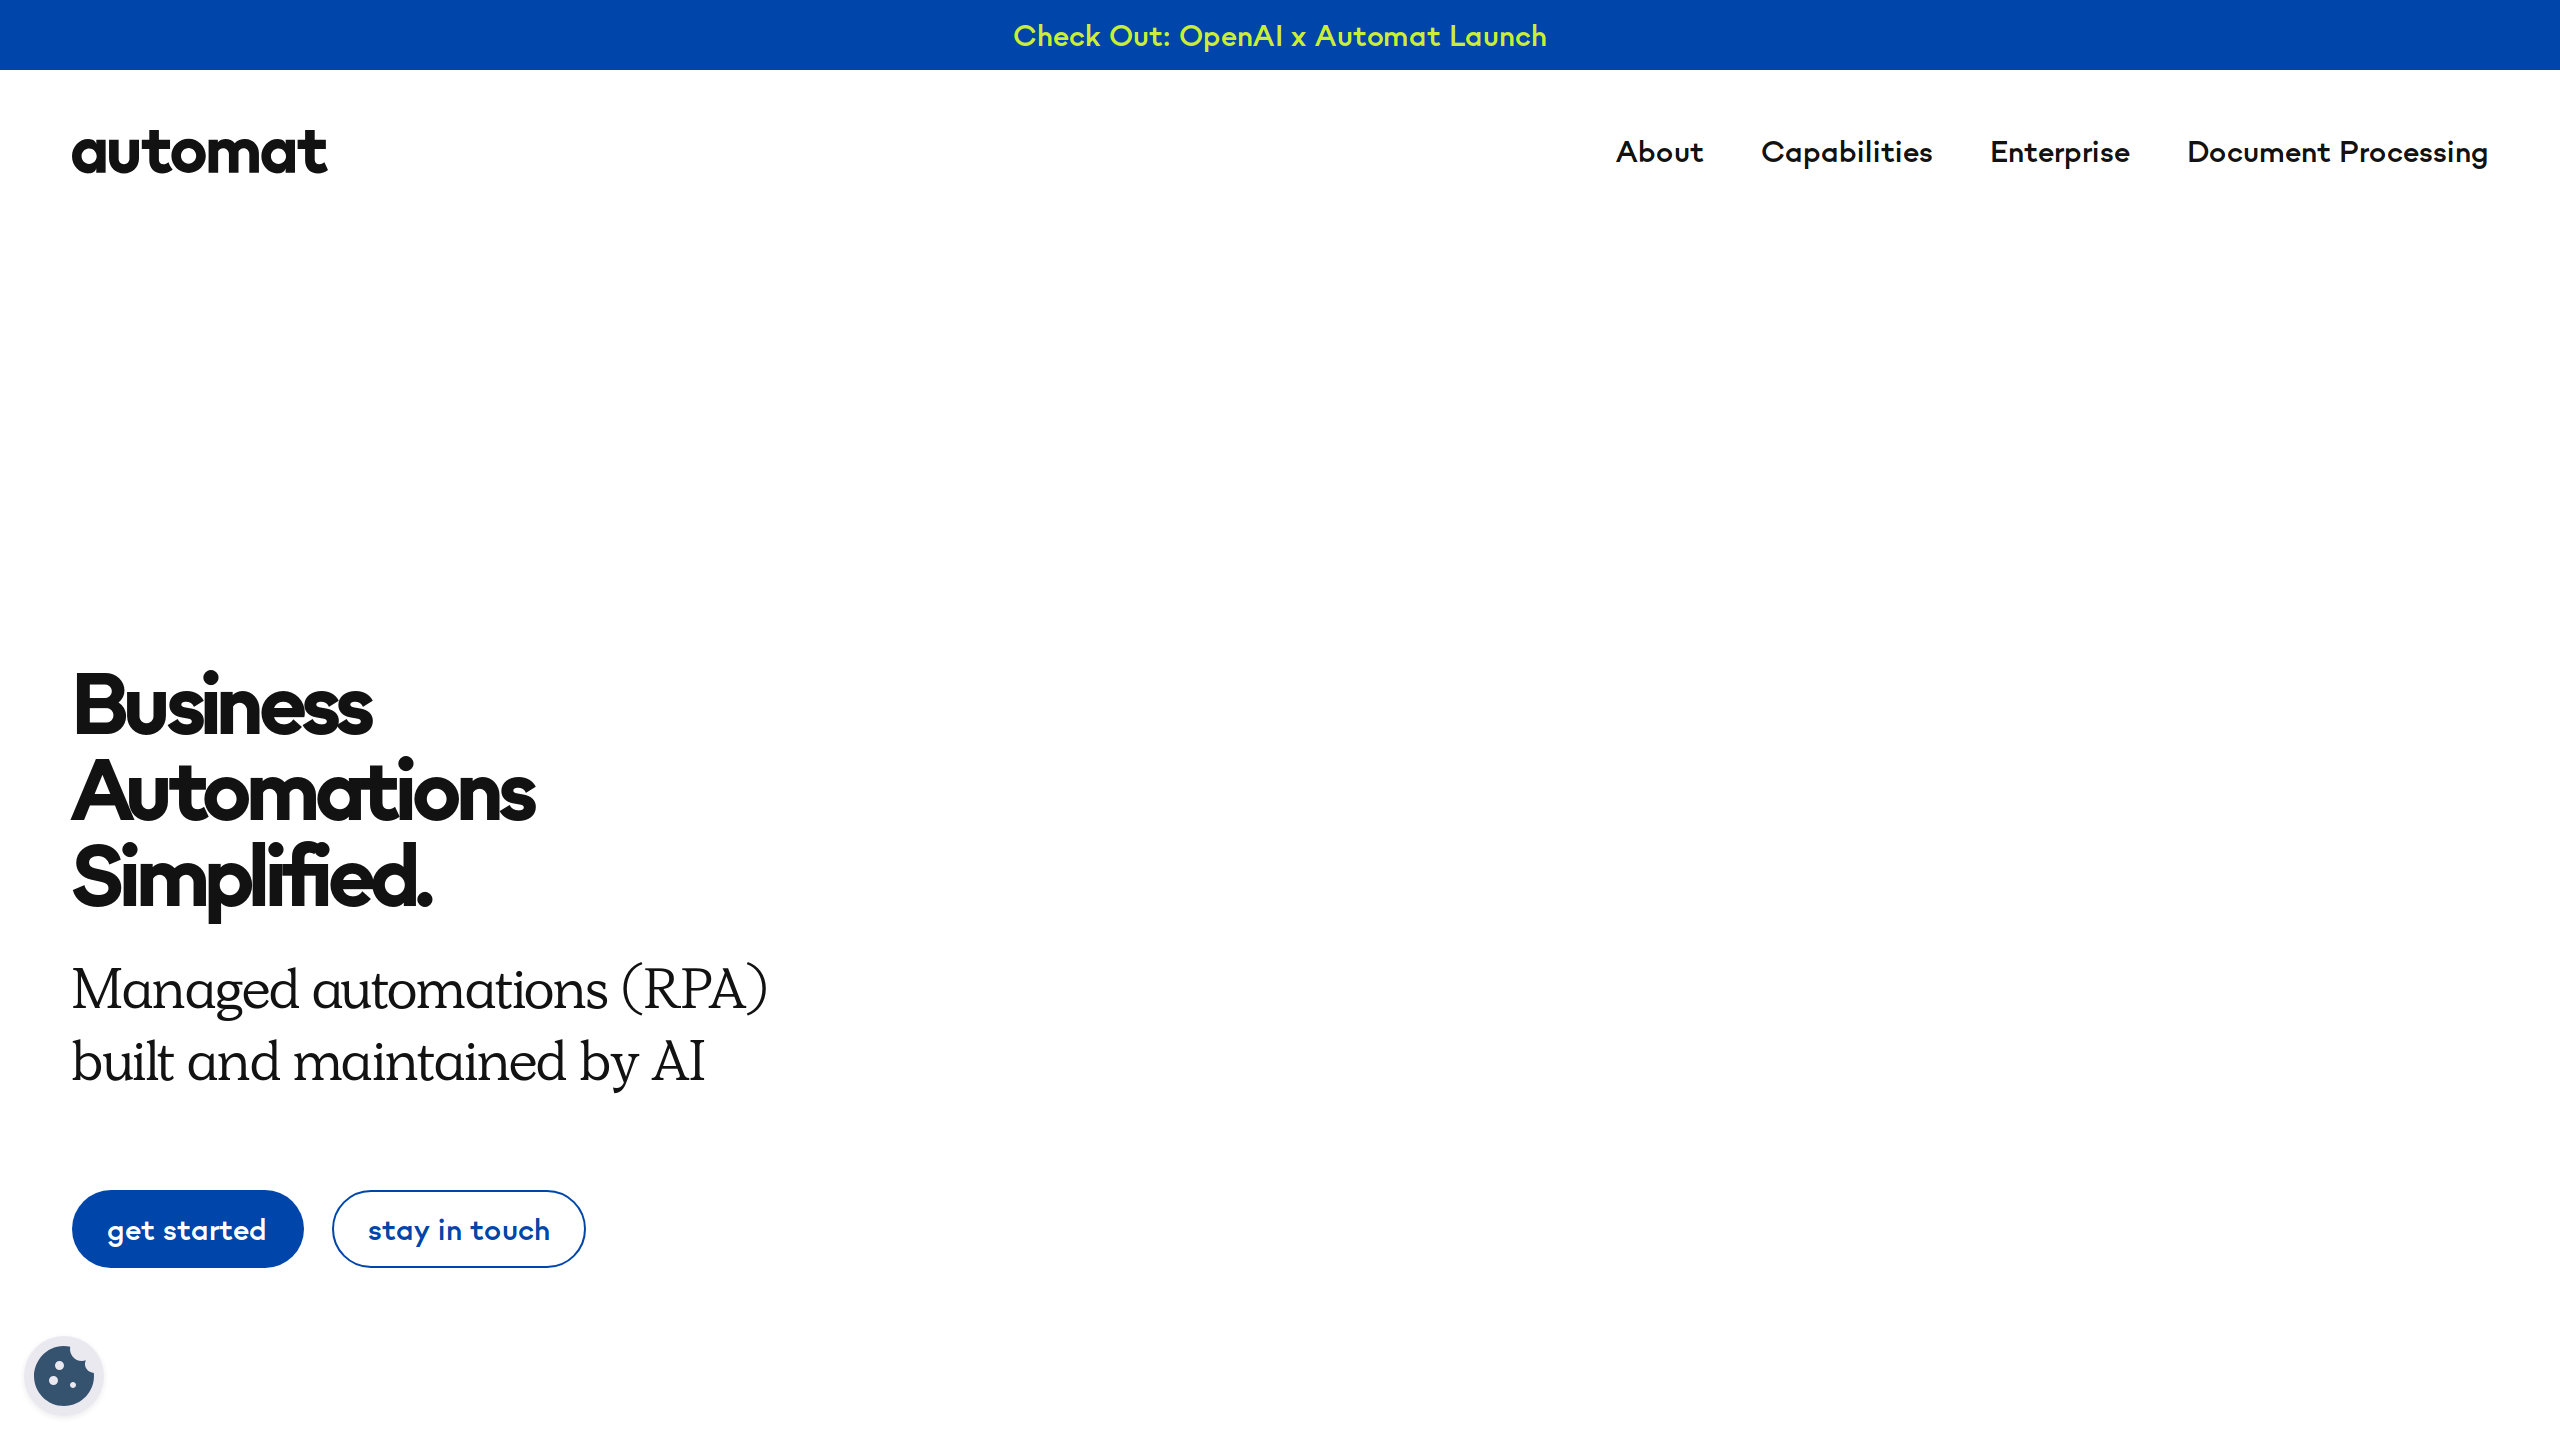 Check Out: OpenAI x Automat Launch
automat
About
Capabilities
Enterprise
Document Processing
Business
Automations
Simplified.
Managed automations (RPA)
built and maintained by AI
get started
stay in touch